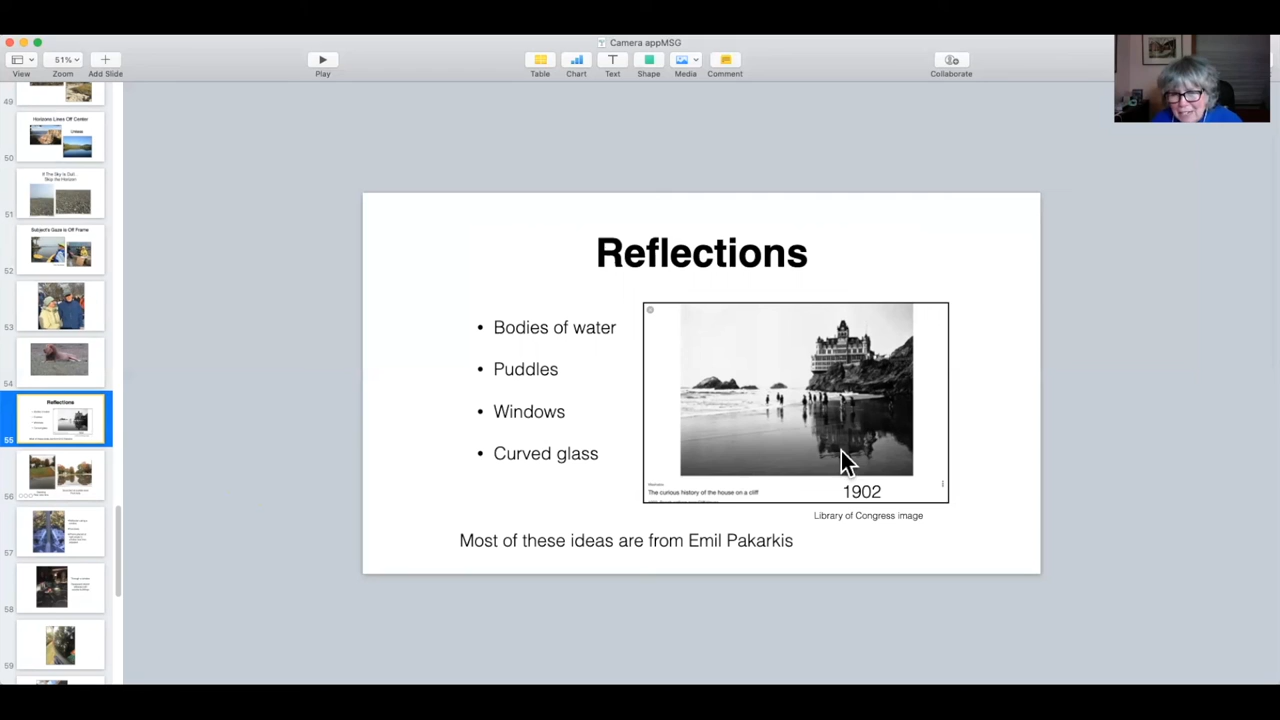 Camera appMSG
51%
View
Zoom
Add Slide
Play
Table
Chart
Text
Shape
Media
Comment
Collaborate
49
Horizons Lines Off Center
Unless
50
If The Sky Is Dull...
Skip the Horizon
51
Subject's Gaze is Off Frame
52
53
54
Reflections
55
56
57
58
59
Reflections
• Bodies of water
• Puddles
• Windows
• Curved glass
The curious history of the house on a cliff
1902
Library of Congress image
Most of these ideas are from Emil Pakarkis